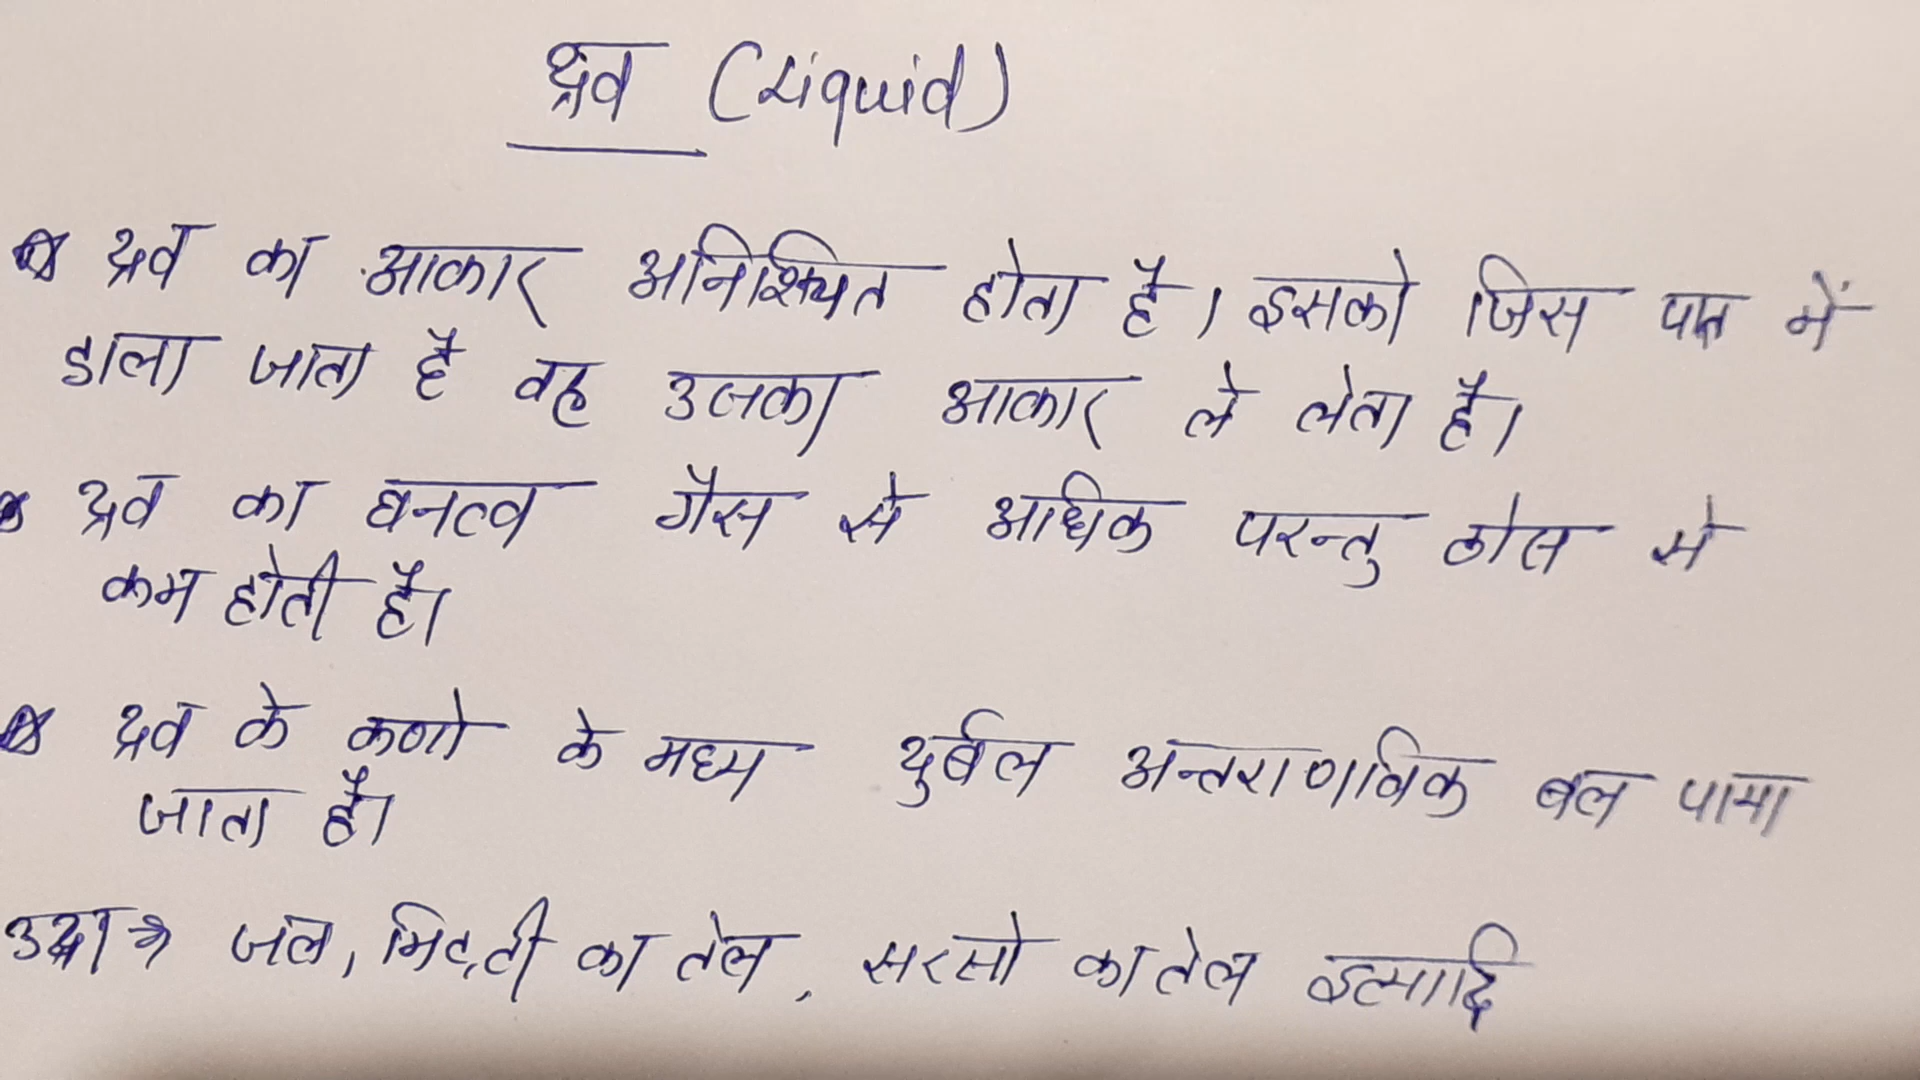 द्रव (Liquid)
द्रव का आकार अनिश्चित होता है। इसको जिस पात्र में
डाला जाता है वह उसका आकार ले लेता है।
द्रव का घनत्व गैस से अधिक परन्तु ठोस से
कम होती है।
द्रव के कणो के मध्य दुर्बल अन्तराणविक बल पाया
जाता है।
उदा → जल, मिट्टी का तेल, सरसो का तेल इत्यादि